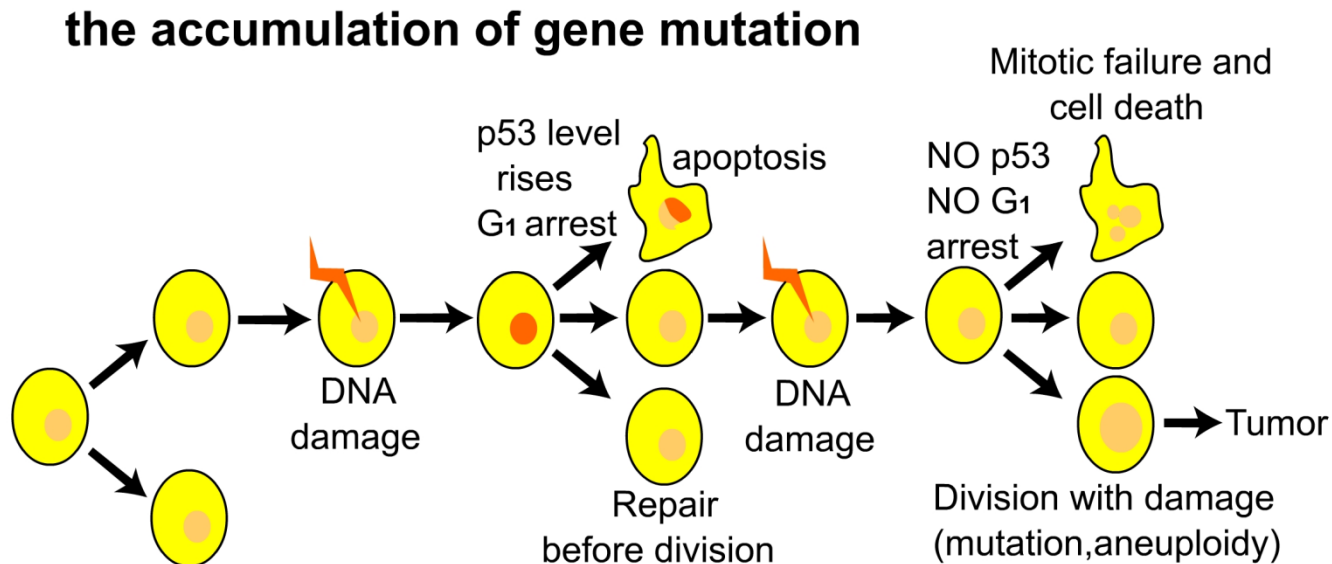 the accumulation of gene mutation
Mitotic failure and
cell death
p53 level
rises
G₁ arrest
apoptosis
NO p53
NO G₁
arrest
DNA
damage
Repair
before division
DNA
damage
Tumor
Division with damage
(mutation,aneuploidy)